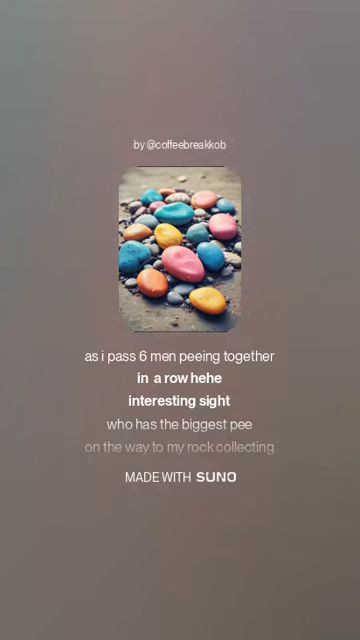 by @coffeebreakkob
as i pass 6 men peeing together
in a row hehe
interesting sight
who has the biggest pee
on the way to my rock collecting
MADE WITH SUNO